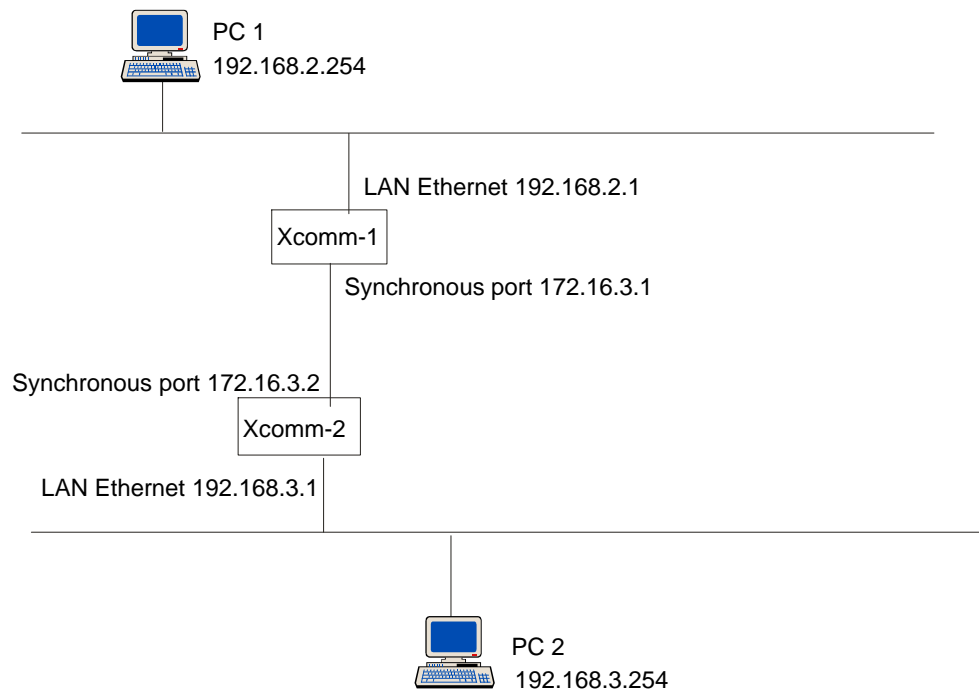 PC 1
192.168.2.254
LAN Ethernet 192.168.2.1
Xcomm-1
Synchronous port 172.16.3.1
Synchronous port 172.16.3.2
Xcomm-2
LAN Ethernet 192.168.3.1
PC 2
192.168.3.254